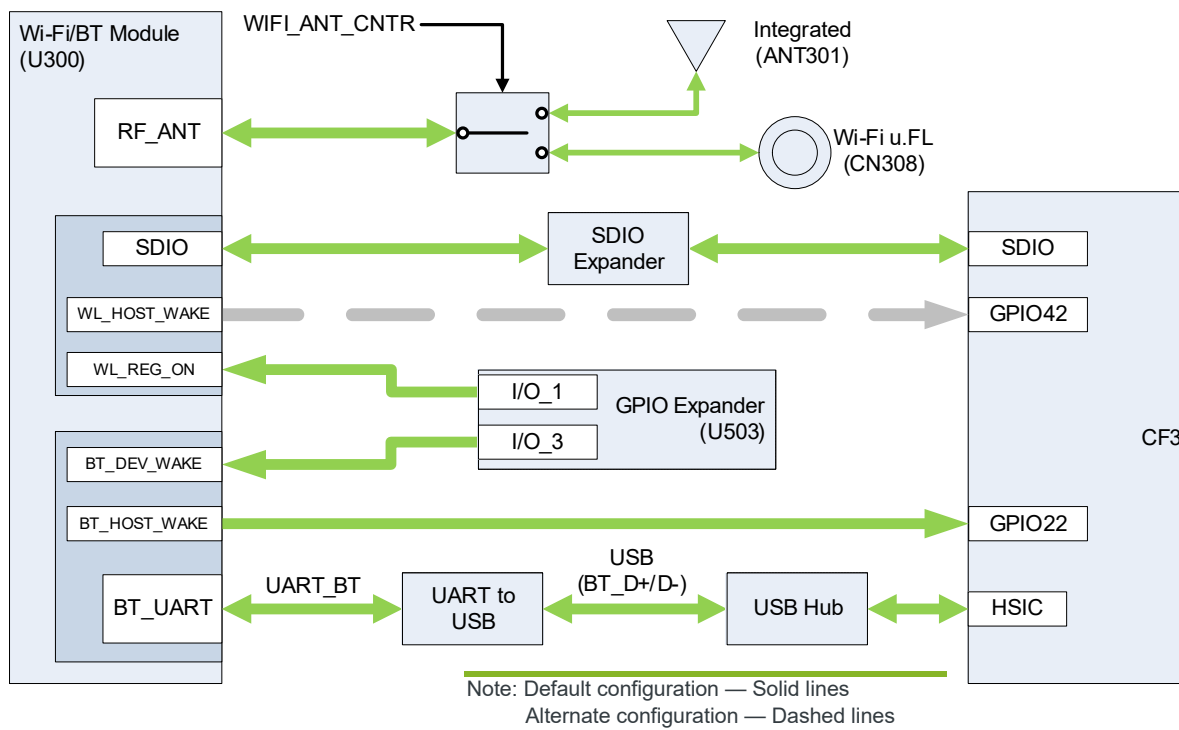 Wi-Fi/BT Module
(U300)
WIFI_ANT_CNTR
Integrated
(ANT301)
RF_ANT
Wi-Fi u.FL
(CN308)
SDIO
SDIO
Expander
SDIO
WL_HOST_WAKE
GPIO42
WL_REG_ON
I/O_1
GPIO Expander
(U503)
I/O_3
CF3
BT_DEV_WAKE
BT_HOST_WAKE
GPIO22
BT_UART
UART_BT
UART to
USB
USB
(BT_D+/D-)
USB Hub
HSIC
Note: Default configuration — Solid lines
Alternate configuration — Dashed lines